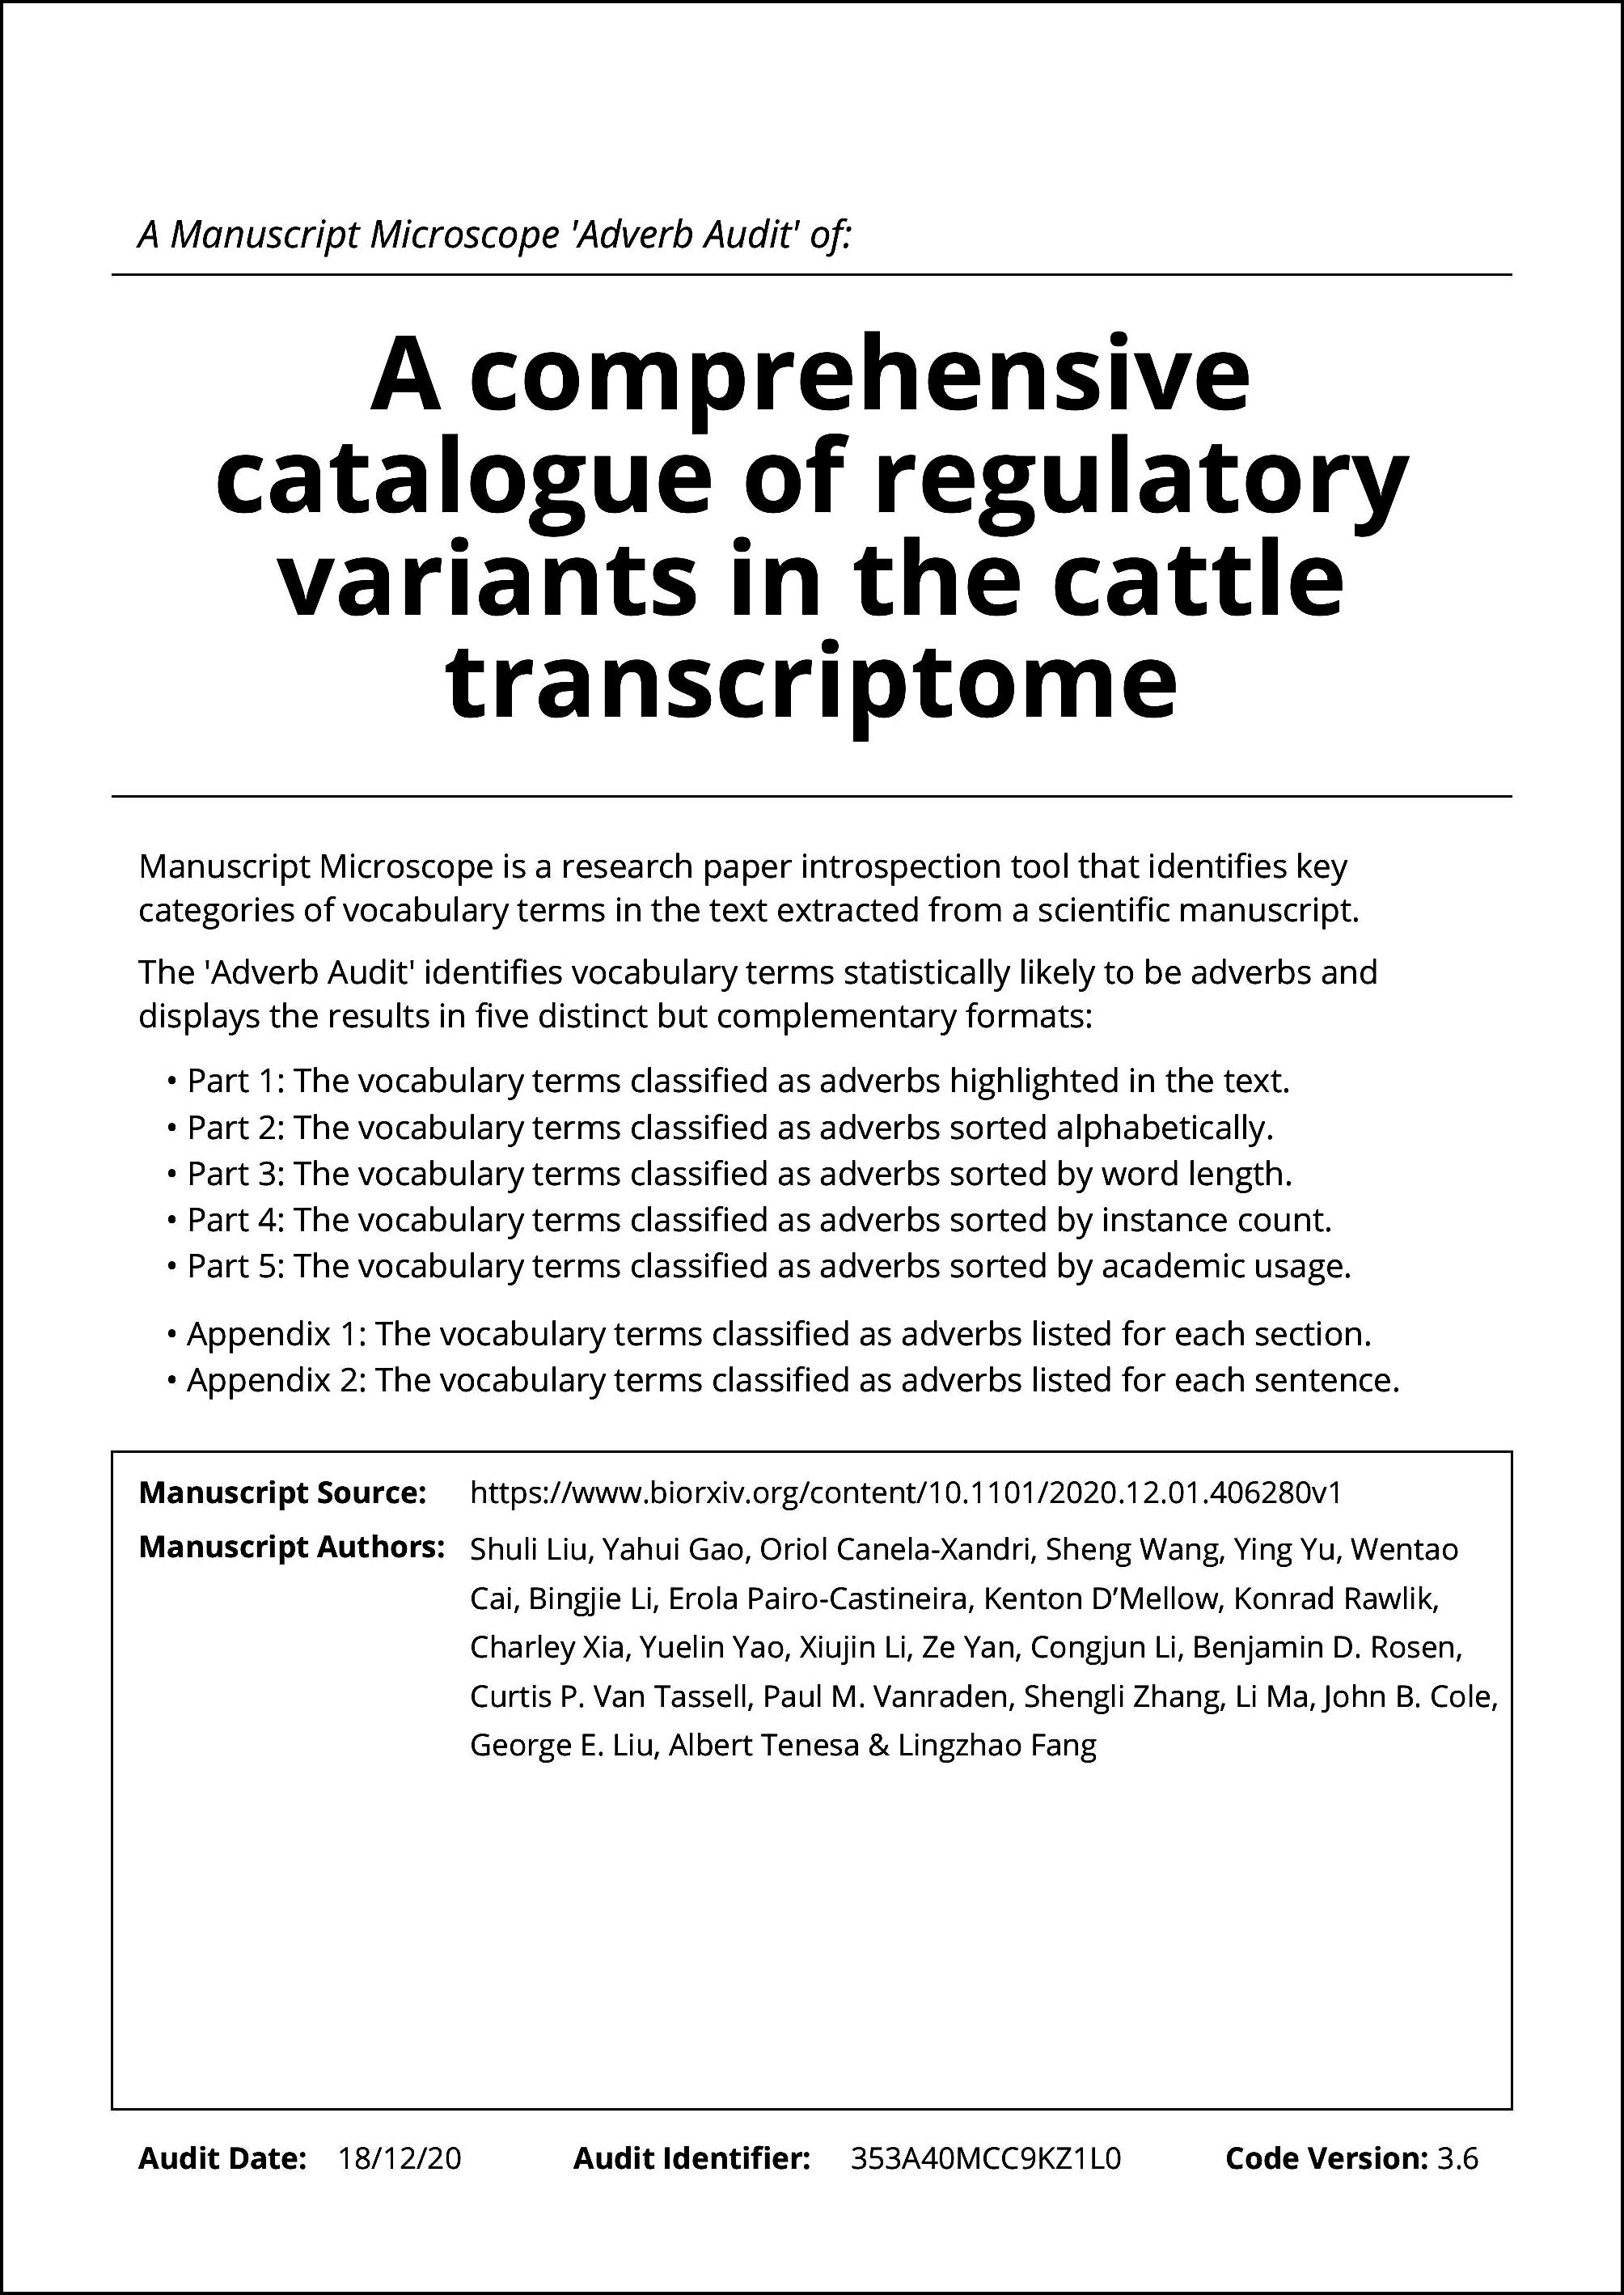 A Manuscript Microscope 'Adverb Audit' of:
A comprehensive
catalogue of regulatory
variants in the cattle
transcriptome
Manuscript Microscope is a research paper introspection tool that identifies key
categories of vocabulary terms in the text extracted from a scientific manuscript.
The 'Adverb Audit' identifies vocabulary terms statistically likely to be adverbs and
displays the results in five distinct but complementary formats:
• Part 1: The vocabulary terms classified as adverbs highlighted in the text.
• Part 2: The vocabulary terms classified as adverbs sorted alphabetically.
• Part 3: The vocabulary terms classified as adverbs sorted by word length.
• Part 4: The vocabulary terms classified as adverbs sorted by instance count.
• Part 5: The vocabulary terms classified as adverbs sorted by academic usage.
• Appendix 1: The vocabulary terms classified as adverbs listed for each section.
• Appendix 2: The vocabulary terms classified as adverbs listed for each sentence.
Manuscript Source: https://www.biorxiv.org/content/10.1101/2020.12.01.406280v1
Manuscript Authors: Shuli Liu, Yahui Gao, Oriol Canela-Xandri, Sheng Wang, Ying Yu, Wentao
Cai, Bingjie Li, Erola Pairo-Castineira, Kenton D’Mellow, Konrad Rawlik,
Charley Xia, Yuelin Yao, Xiujin Li, Ze Yan, Congjun Li, Benjamin D. Rosen,
Curtis P. Van Tassell, Paul M. Vanraden, Shengli Zhang, Li Ma, John B. Cole,
George E. Liu, Albert Tenesa & Lingzhao Fang
Audit Date: 18/12/20 Audit Identifier: 353A40MCC9KZ1L0 Code Version: 3.6